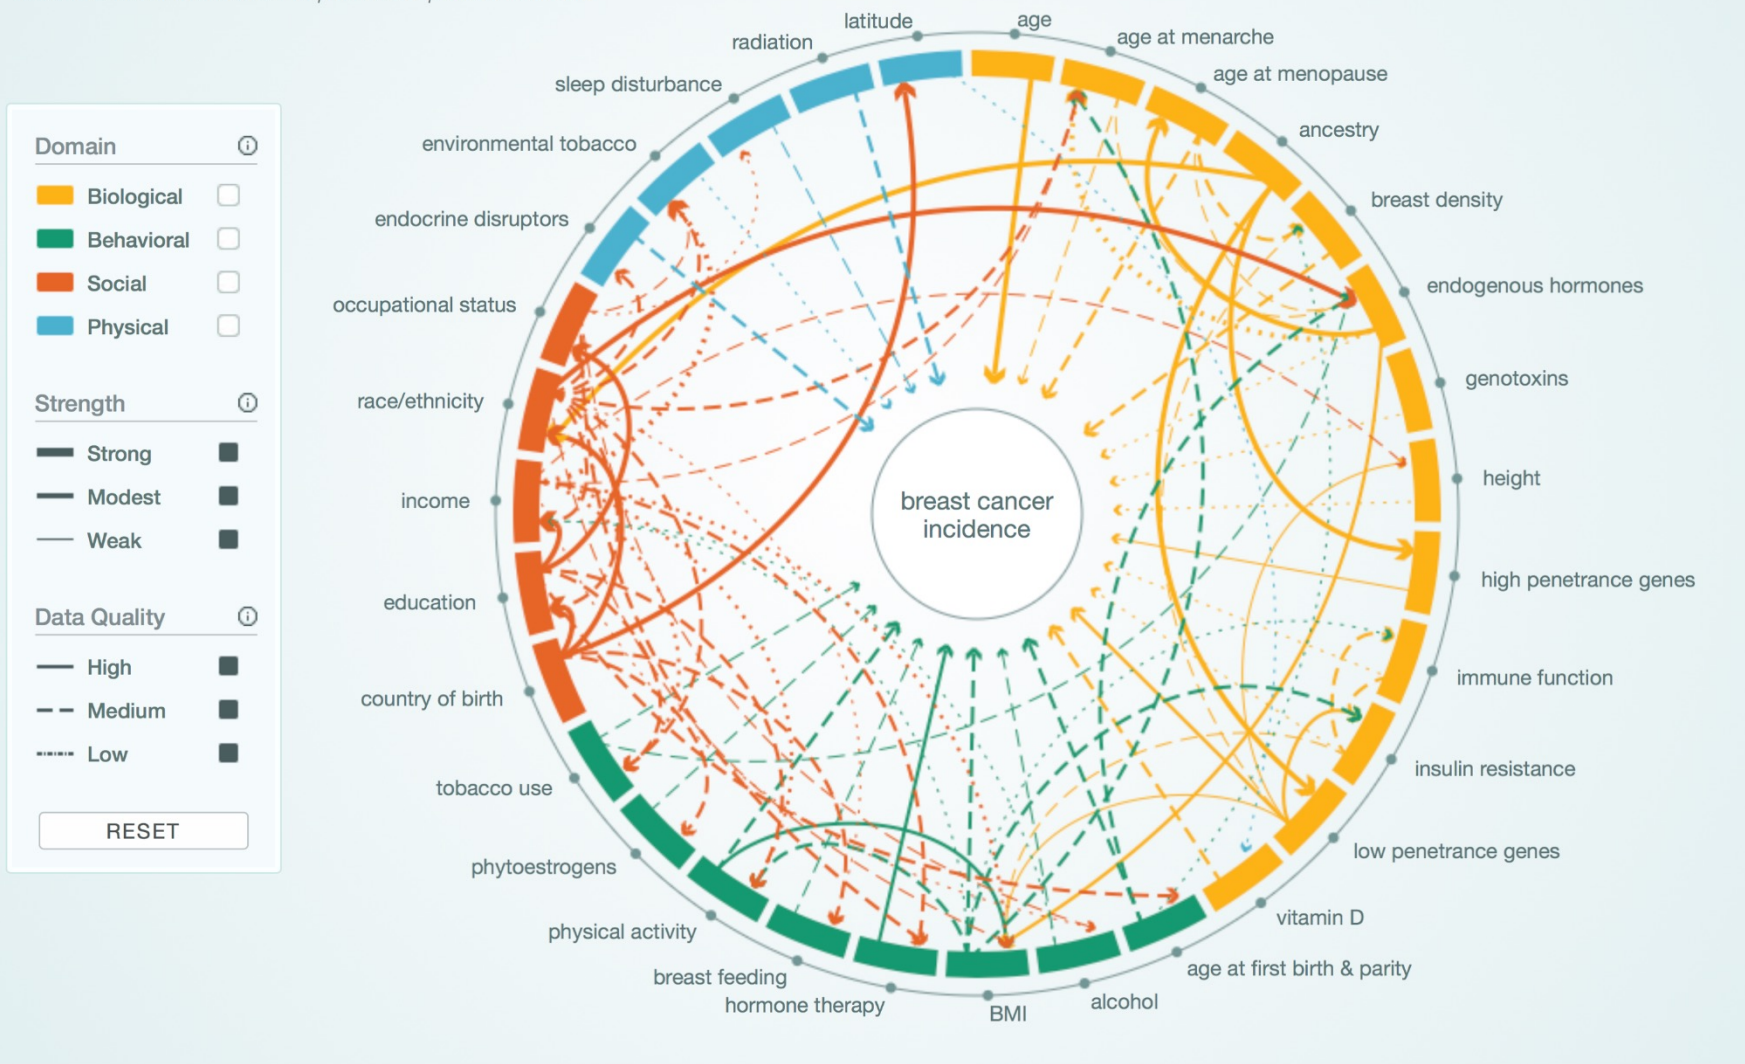 Domain
Biological
Behavioral
Social
Physical
Strength
Strong
Modest
Weak
Data Quality
High
Medium
Low
RESET
latitude
age
age at menarche
age at menopause
ancestry
breast density
endogenous hormones
genotoxins
height
high penetrance genes
immune function
insulin resistance
low penetrance genes
vitamin D
age at first birth & parity
alcohol
BMI
hormone therapy
breast feeding
physical activity
phytoestrogens
tobacco use
country of birth
education
income
race/ethnicity
occupational status
endocrine disruptors
environmental tobacco
sleep disturbance
radiation
breast cancer
incidence